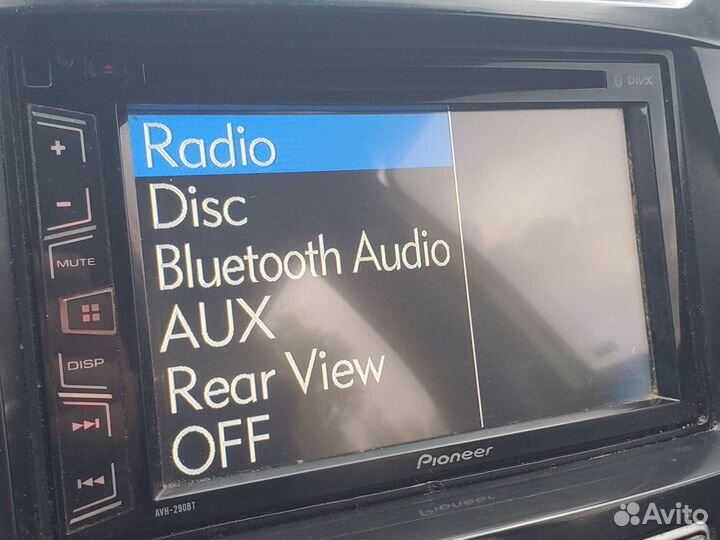 DIVX
+
-
MUTE
DISP
Radio
Disc
Bluetooth Audio
AUX
Rear View
OFF
Pioneer
AVH-290BT
Avito